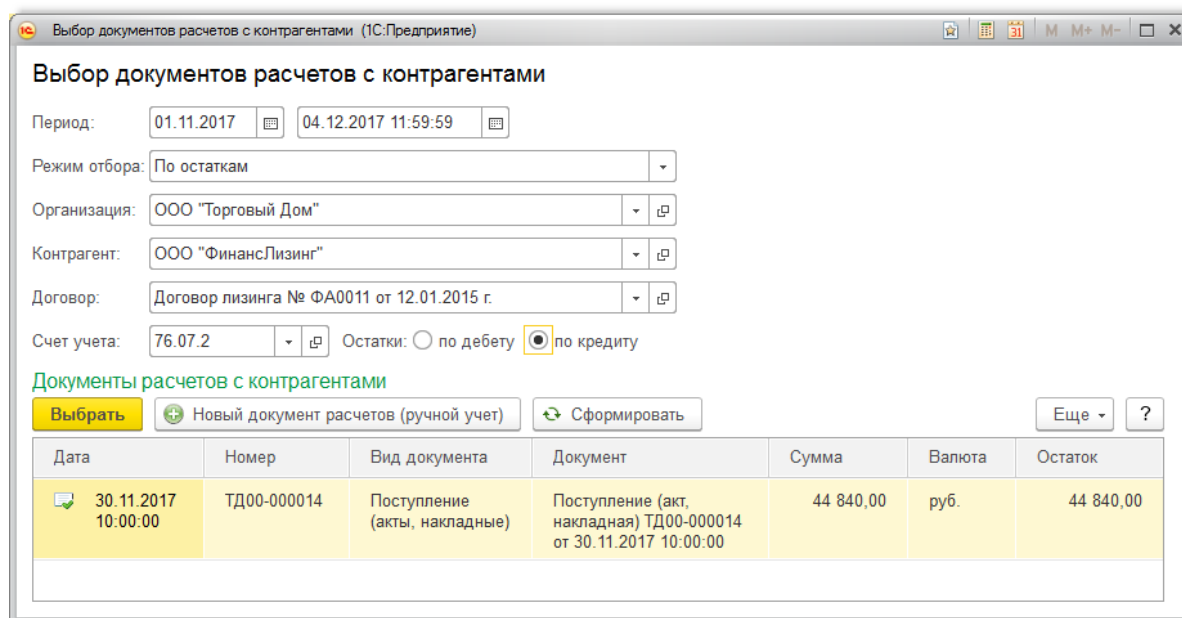 1С Выбор документов расчетов с контрагентами (1С:Предприятие) 31 M M+ M-
Выбор документов расчетов с контрагентами
Период: 01.11.2017 04.12.2017 11:59:59
Режим отбора: По остаткам
Организация: ООО "Торговый Дом"
Контрагент: ООО "ФинансЛизинг"
Договор: Договор лизинга № ФА0011 от 12.01.2015 г.
Счет учета: 76.07.2 Остатки: по дебету по кредиту
Документы расчетов с контрагентами
Выбрать Новый документ расчетов (ручной учет) Сформировать Еще ?
Дата Номер Вид документа Документ Сумма Валюта Остаток
30.11.2017 ТД00-000014 Поступление Поступление (акт, 44 840,00 руб. 44 840,00
10:00:00 (акты, накладные) накладная) ТД00-000014
от 30.11.2017 10:00:00